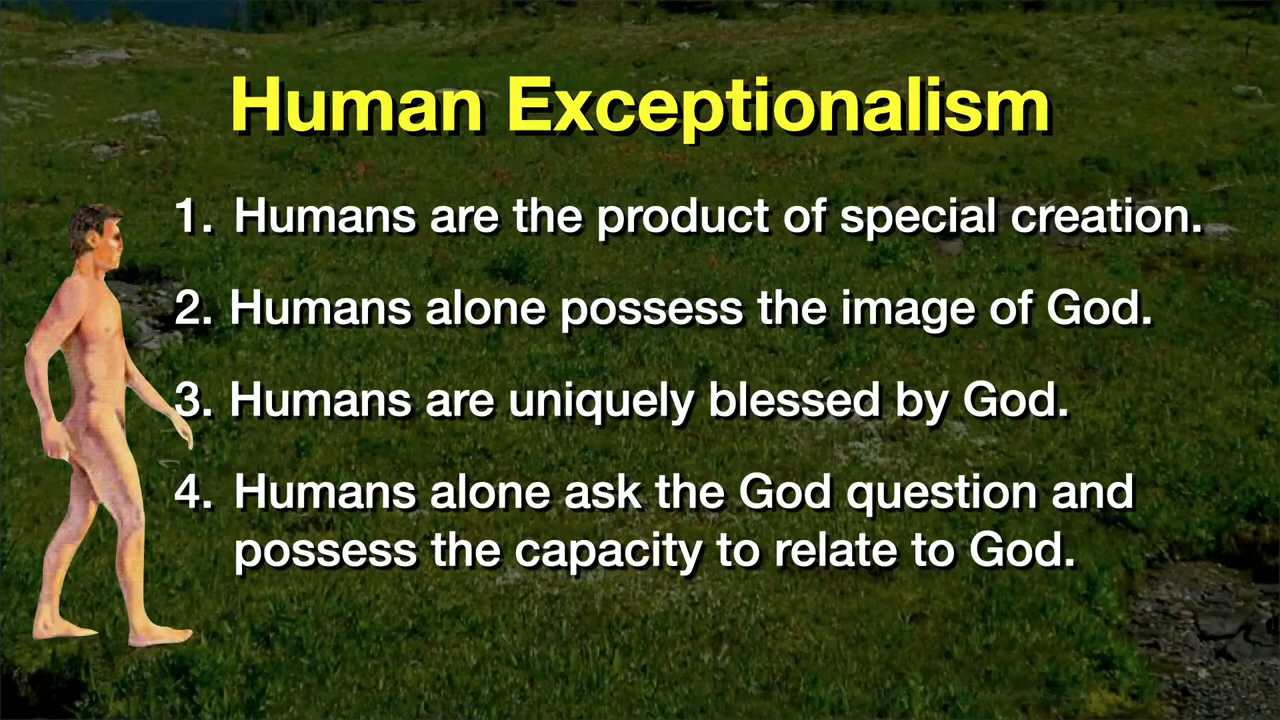 Human Exceptionalism
1. Humans are the product of special creation.
2. Humans alone possess the image of God.
3. Humans are uniquely blessed by God.
4. Humans alone ask the God question and
possess the capacity to relate to God.